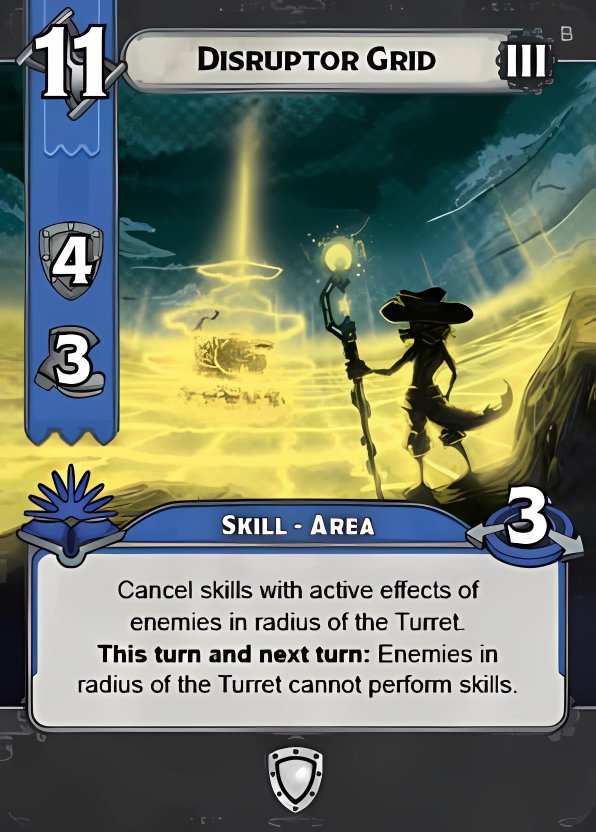 11
DISRUPTOR GRID
III
B
4
3
SKILL - AREA
3
Cancel skills with active effects of
enemies in radius of the Turret.
This turn and next turn: Enemies in
radius of the Turret cannot perform skills.